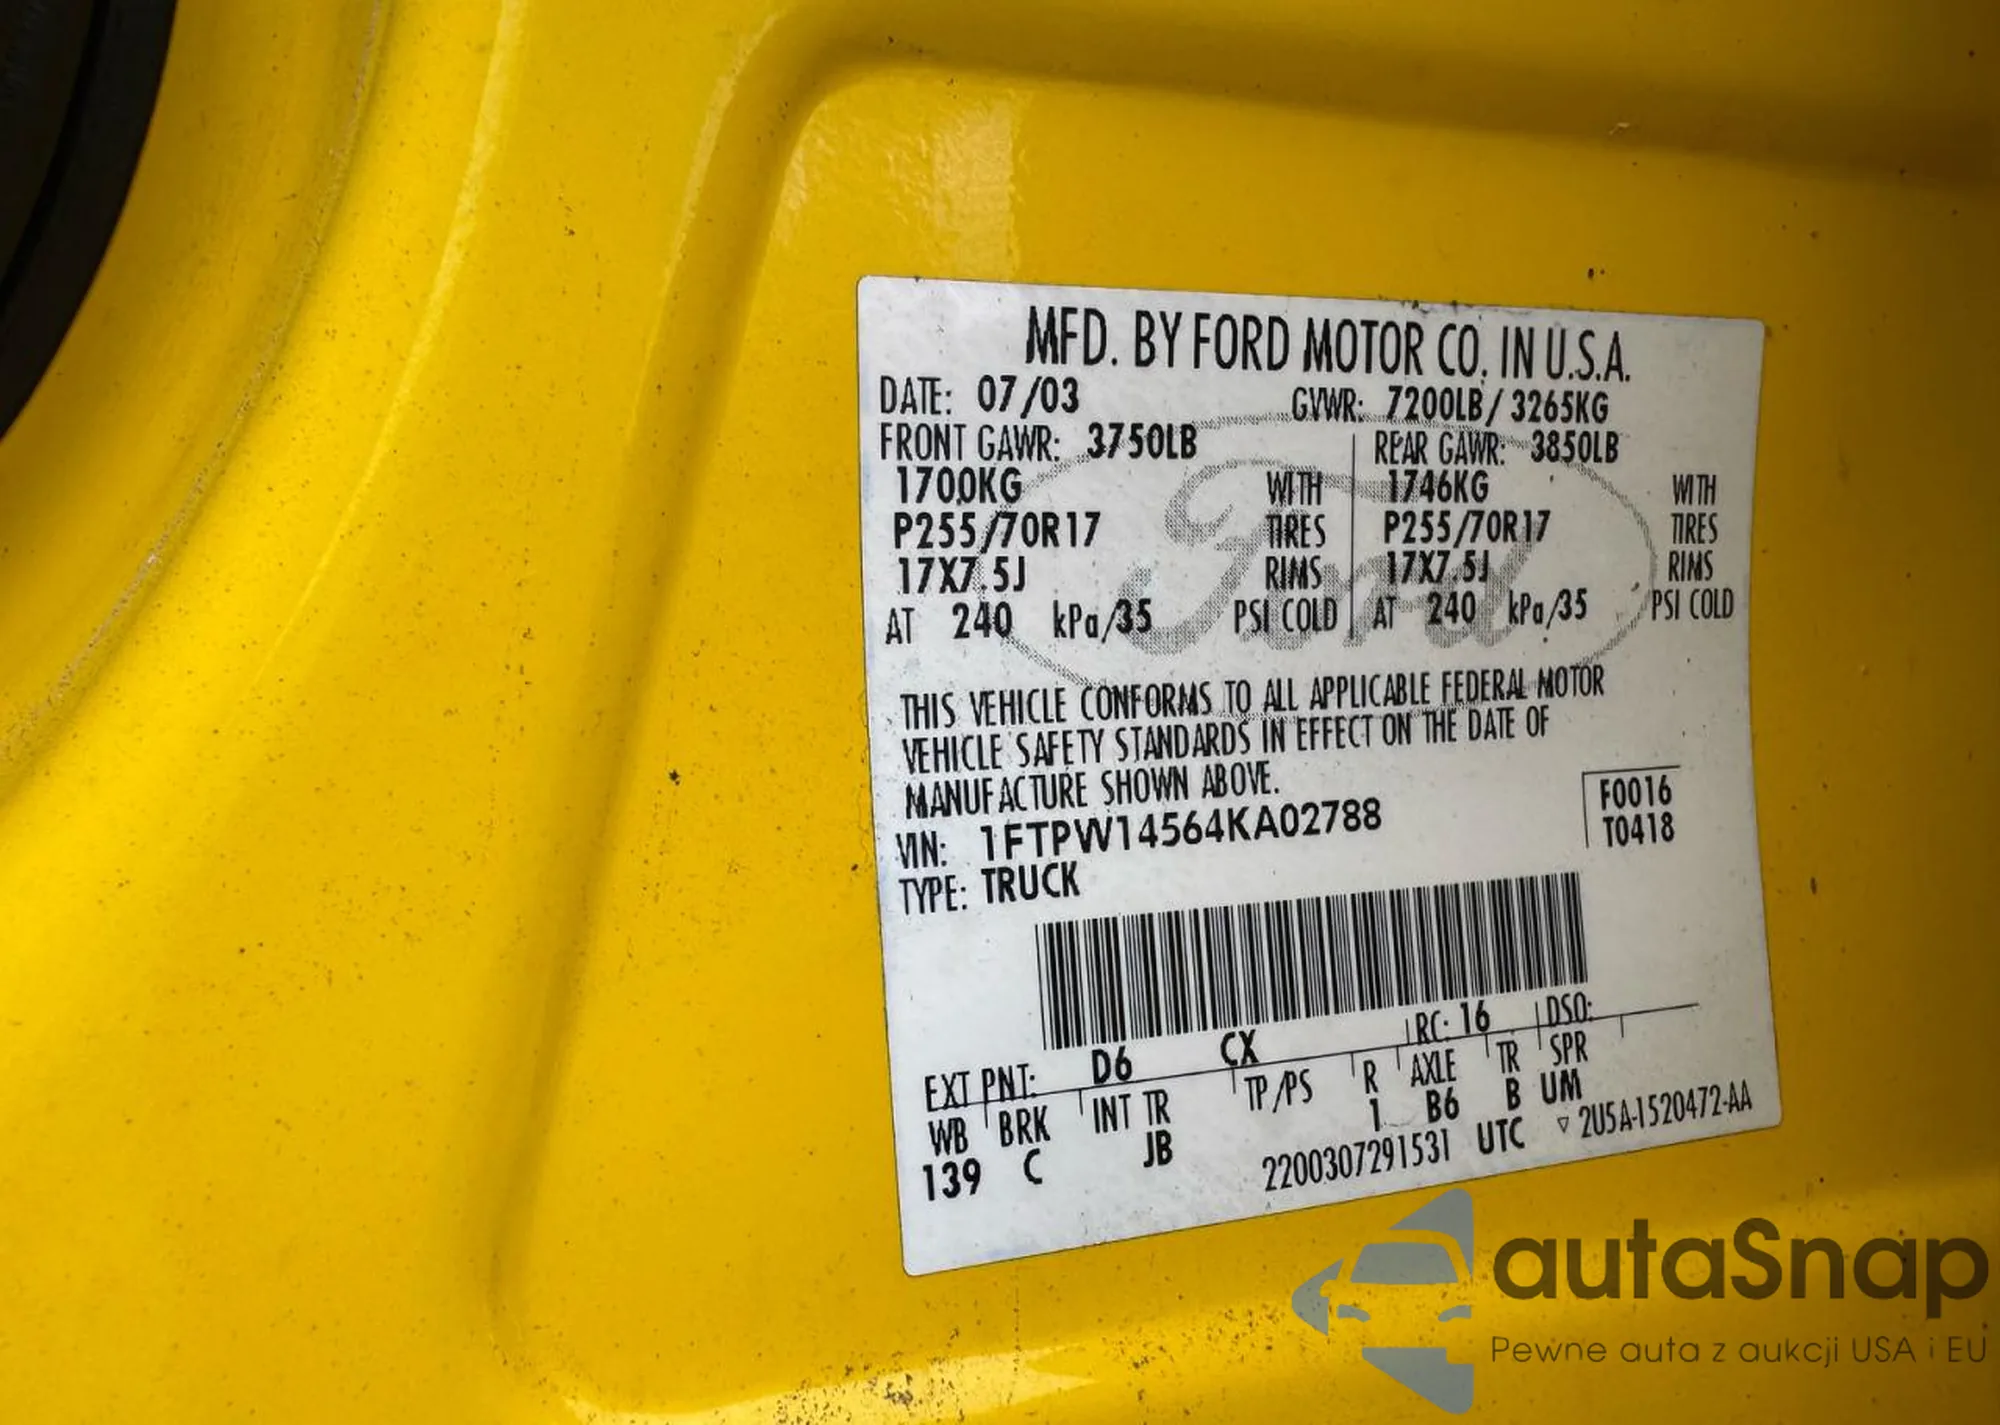 MFD. BY FORD MOTOR CO. IN U.S.A.
DATE: 07/03 GVWR: 7200LB/ 3265KG
FRONT GAWR: 3750LB REAR GAWR: 3850LB
1700KG WITH 1746KG WITH
P255/70R17 TIRES P255/70R17 TIRES
17X7.5J RIMS 17X7.5J RIMS
AT 240 kPa/35 PSI COLD AT 240 kPa/35 PSI COLD
Ford
THIS VEHICLE CONFORMS TO ALL APPLICABLE FEDERAL MOTOR
VEHICLE SAFETY STANDARDS IN EFFECT ON THE DATE OF
MANUFACTURE SHOWN ABOVE.
F0016
VIN: 1FTPW14564KA02788 T0418
TYPE: TRUCK
EXT PNT: D6 CX RC: 16 DSO:
WB BRK INT TR TP/PS R AXLE TR SPR
139 C JB 1 B6 B UM
2200307291531 UTC ▽ 2U5A-1520472-AA
autaSnap
Pewne auta z aukcji USA i EU